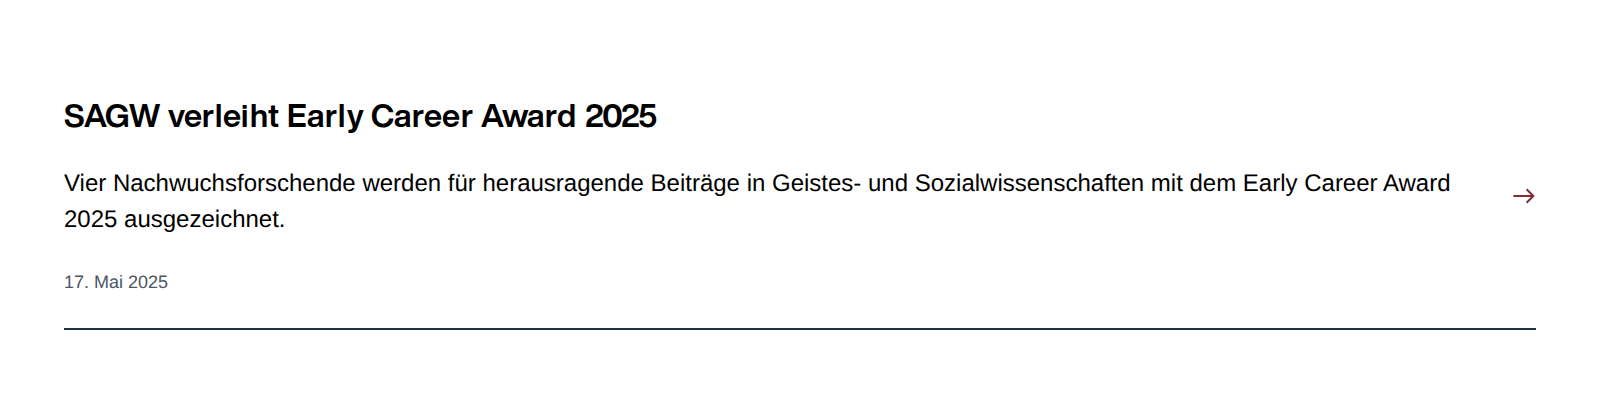 SAGW verleiht Early Career Award 2025
Vier Nachwuchsforschende werden für herausragende Beiträge in Geistes- und Sozialwissenschaften mit dem Early Career Award
2025 ausgezeichnet.
17. Mai 2025